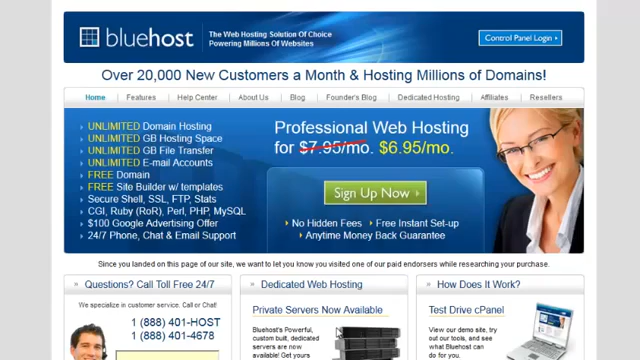 bluehost
The Web Hosting Solution Of Choice
Powering Millions Of Websites
Control Panel Login
Over 20,000 New Customers a Month & Hosting Millions of Domains!
Home Features Help Center About Us Blog Founder's Blog Dedicated Hosting Affiliates Resellers
UNLIMITED Domain Hosting
UNLIMITED GB Hosting Space
UNLIMITED GB File Transfer
UNLIMITED E-mail Accounts
FREE Domain
FREE Site Builder w/ templates
Secure Shell, SSL, FTP, Stats
CGI, Ruby (RoR), Perl, PHP, MySQL
$100 Google Advertising Offer
24/7 Phone, Chat & Email Support
Professional Web Hosting
for $7.95/mo. $6.95/mo.
Sign Up Now
No Hidden Fees Free Instant Set-up
Anytime Money Back Guarantee
Since you landed on this page of our site, we want to let you know you visited one of our paid endorsers while researching your purchase.
Questions? Call Toll Free 24/7
We specialize in customer service. Call or Chat!
1 (888) 401-HOST
1 (888) 401-4678
Dedicated Web Hosting
Private Servers Now Available
Bluehost's Powerful,
custom built, dedicated
servers are now
available! Get yours
How Does It Work?
Test Drive cPanel
View our demo site, try
out our tools, and see
what Bluehost can
do for you.